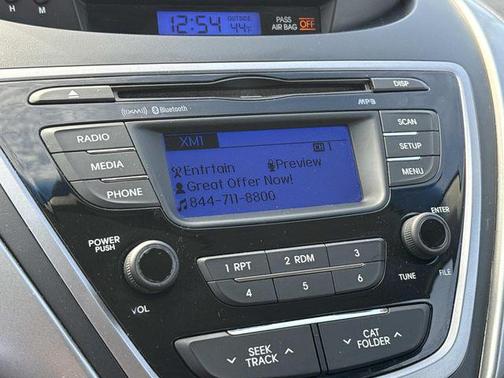 H M
12:54 OUTSIDE 44°F PASS AIR BAG OFF
DISP
((XM)) Bluetooth MP3
RADIO
MEDIA
PHONE
XM1
1
Entrtain Preview
Great Offer Now!
844-711-8800
SCAN
SETUP
MENU
POWER
PUSH
VOL
ENTER
TUNE FILE
1 RPT 2 RDM 3
4 5 6
SEEK
TRACK
CAT
FOLDER